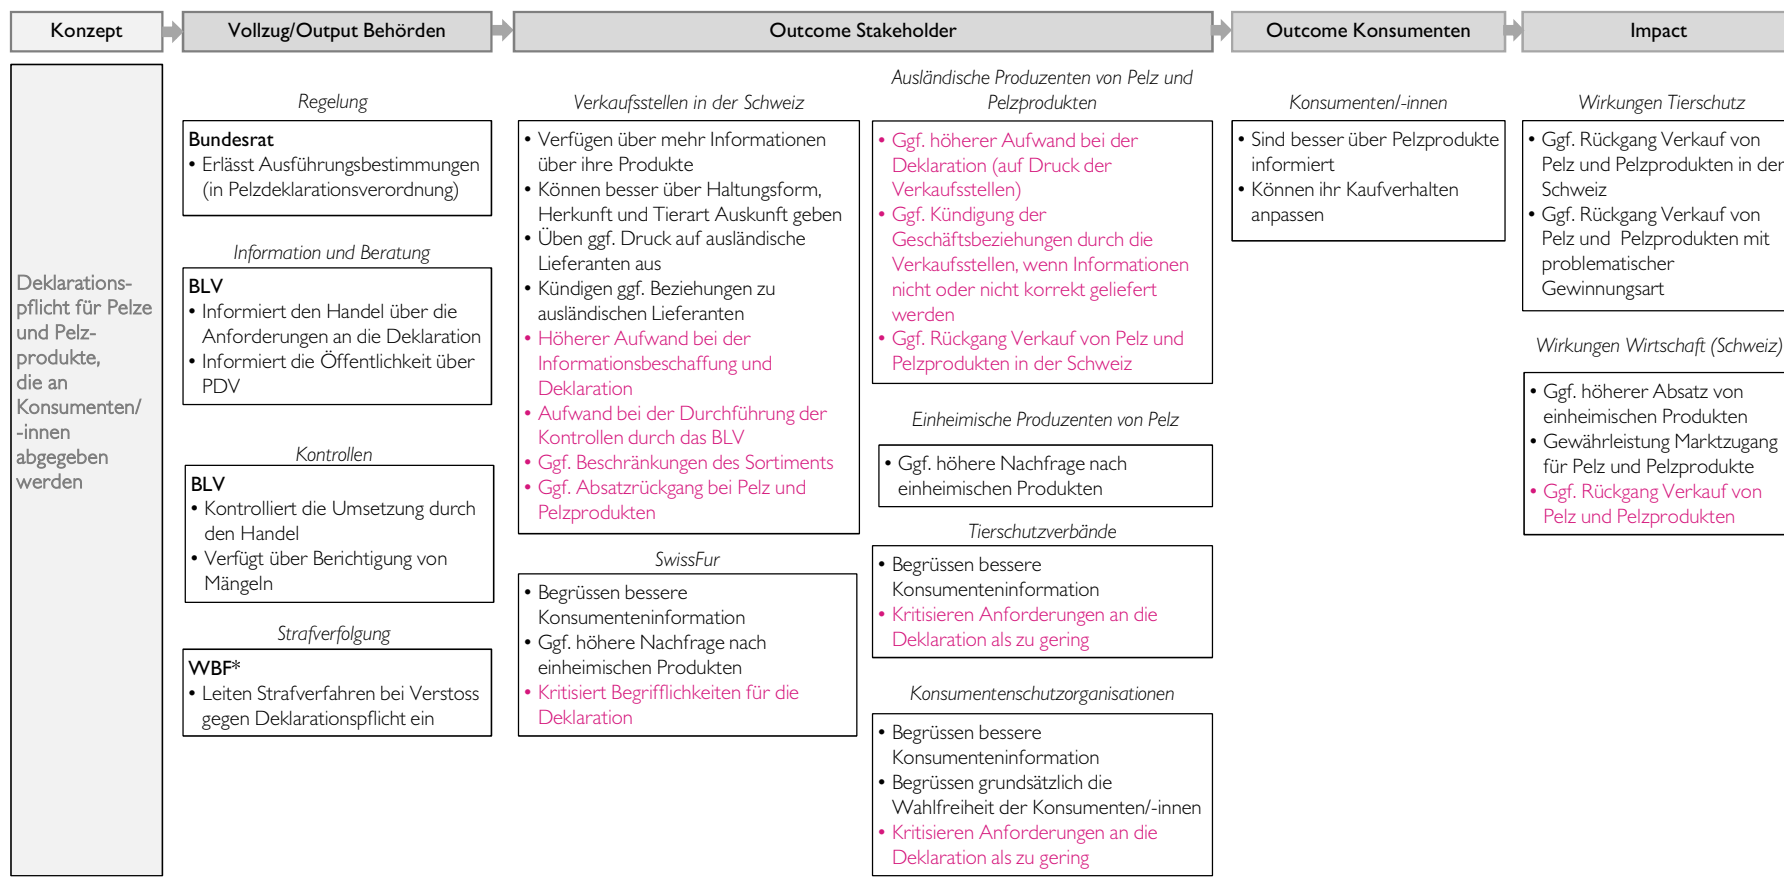 Konzept
Vollzug/Output Behörden
Outcome Stakeholder
Outcome Konsumenten
Impact
Deklarations-
pflicht für Pelze
und Pelz-
produkte,
die an
Konsumenten/
-innen
abgegeben
werden
Regelung
Bundesrat
• Erlässt Ausführungsbestimmungen
(in Pelzdeklarationsverordnung)
Information und Beratung
BLV
• Informiert den Handel über die
Anforderungen an die Deklaration
• Informiert die Öffentlichkeit über
PDV
Kontrollen
BLV
• Kontrolliert die Umsetzung durch
den Handel
• Verfügt über Berichtigung von
Mängeln
Strafverfolgung
WBF*
• Leiten Strafverfahren bei Verstoss
gegen Deklarationspflicht ein
Verkaufsstellen in der Schweiz
• Verfügen über mehr Informationen
über ihre Produkte
• Können besser über Haltungsform,
Herkunft und Tierart Auskunft geben
• Üben ggf. Druck auf ausländische
Lieferanten aus
• Kündigen ggf. Beziehungen zu
ausländischen Lieferanten
• Höherer Aufwand bei der
Informationsbeschaffung und
Deklaration
• Aufwand bei der Durchführung der
Kontrollen durch das BLV
• Ggf. Beschränkungen des Sortiments
• Ggf. Absatzrückgang bei Pelz und
Pelzprodukten
SwissFur
• Begrüssen bessere
Konsumenteninformation
• Ggf. höhere Nachfrage nach
einheimischen Produkten
• Kritisiert Begrifflichkeiten für die
Deklaration
Ausländische Produzenten von Pelz und
Pelzprodukten
• Ggf. höherer Aufwand bei der
Deklaration (auf Druck der
Verkaufsstellen)
• Ggf. Kündigung der
Geschäftsbeziehungen durch die
Verkaufsstellen, wenn Informationen
nicht oder nicht korrekt geliefert
werden
• Ggf. Rückgang Verkauf von Pelz und
Pelzprodukten in der Schweiz
Einheimische Produzenten von Pelz
• Ggf. höhere Nachfrage nach
einheimischen Produkten
Tierschutzverbände
• Begrüssen bessere
Konsumenteninformation
• Kritisieren Anforderungen an die
Deklaration als zu gering
Konsumentenschutzorganisationen
• Begrüssen bessere
Konsumenteninformation
• Begrüssen grundsätzlich die
Wahlfreiheit der Konsumenten/-innen
• Kritisieren Anforderungen an die
Deklaration als zu gering
Konsumenten/-innen
• Sind besser über Pelzprodukte
informiert
• Können ihr Kaufverhalten
anpassen
Wirkungen Tierschutz
• Ggf. Rückgang Verkauf von
Pelz und Pelzprodukten in der
Schweiz
• Ggf. Rückgang Verkauf von
Pelz und Pelzprodukten mit
problematischer
Gewinnungsart
Wirkungen Wirtschaft (Schweiz)
• Ggf. höherer Absatz von
einheimischen Produkten
• Gewährleistung Marktzugang
für Pelz und Pelzprodukte
• Ggf. Rückgang Verkauf von
Pelz und Pelzprodukten